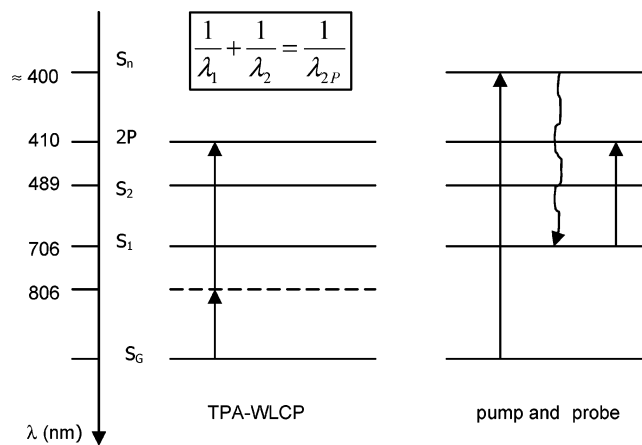 1/λ₁ + 1/λ₂ = 1/λ₂P
Sn
≈ 400
410
2P
489
S₂
706
S₁
806
SG
TPA-WLCP
pump and probe
λ (nm)